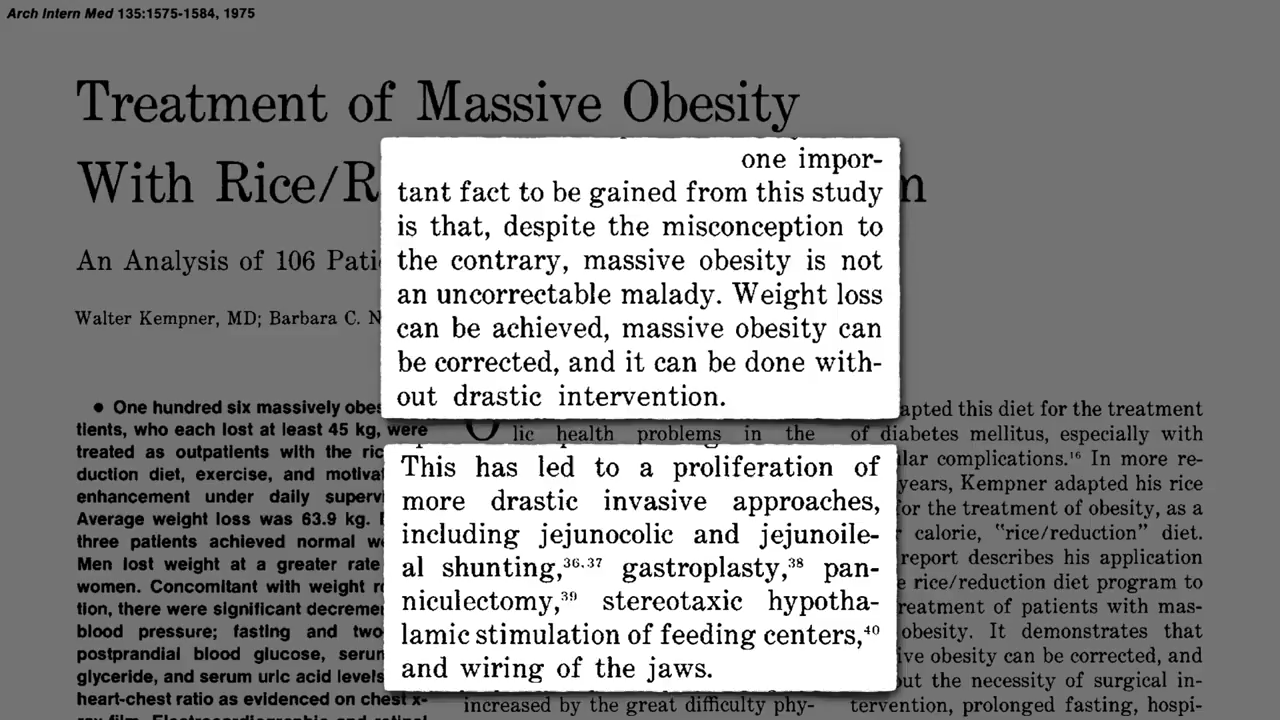 Arch Intern Med 135:1575-1584, 1975
Treatment of Massive Obesity
With Rice/R
An Analysis of 106 Pati
Walter Kempner, MD; Barbara C. N
one impor-
tant fact to be gained from this study
is that, despite the misconception to
the contrary, massive obesity is not
an uncorrectable malady. Weight loss
can be achieved, massive obesity can
be corrected, and it can be done with-
out drastic intervention.
This has led to a proliferation of
more drastic invasive approaches,
including jejunocolic and jejunoile-
al shunting,36,37 gastroplasty,38 pan-
niculectomy,39 stereotaxic hypotha-
lamic stimulation of feeding centers,40
and wiring of the jaws.
• One hundred six massively obes
tients, who each lost at least 45 kg, were
treated as outpatients with the ric
duction diet, exercise, and motiva
enhancement under daily superv
Average weight loss was 63.9 kg.
three patients achieved normal w
Men lost weight at a greater rate
women. Concomitant with weight r
tion, there were significant decreme
blood pressure; fasting and two
postprandial blood glucose, seru
glyceride, and serum uric acid levels
heart-chest ratio as evidenced on chest x-
ray film. Electrocardiographic and retinal
lic health problems in the
increased by the great difficulty phy-
apted this diet for the treatment
of diabetes mellitus, especially with
lar complications.16 In more re-
years, Kempner adapted his rice
for the treatment of obesity, as a
calorie, "rice/reduction" diet.
report describes his application
rice/reduction diet program to
reatment of patients with mas-
obesity. It demonstrates that
ve obesity can be corrected, and
out the necessity of surgical in-
tervention, prolonged fasting, hospi-